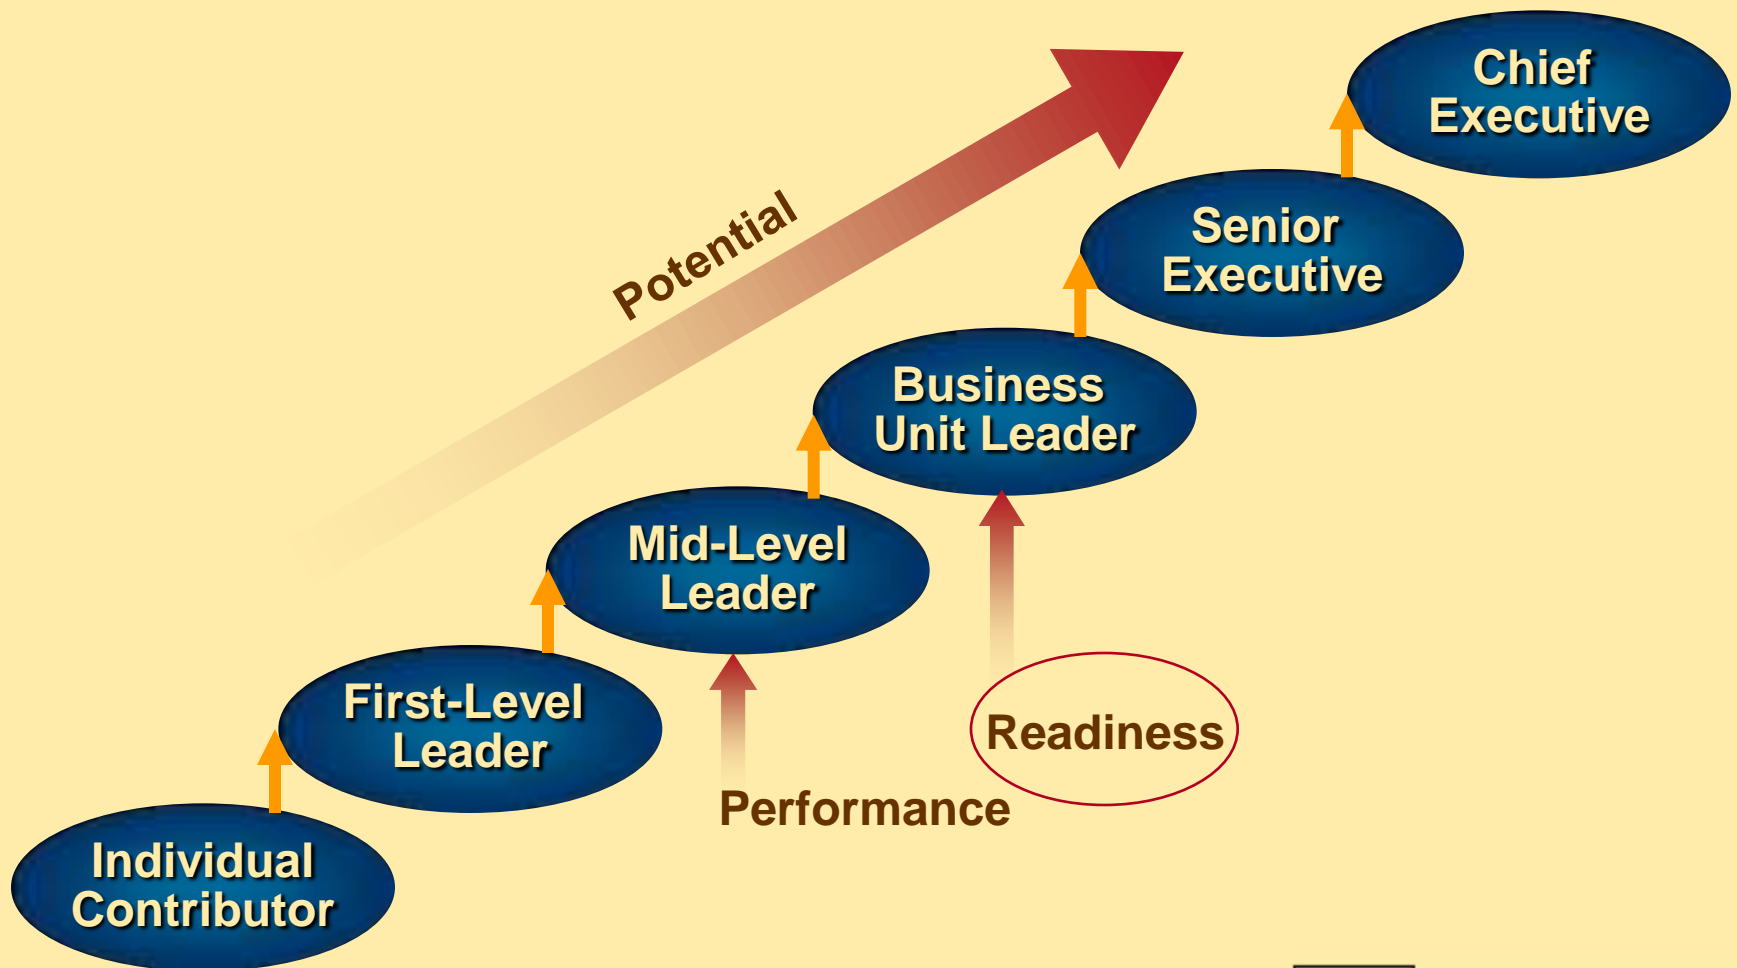 Chief
Executive
Senior
Executive
Potential
Business
Unit Leader
Mid-Level
Leader
First-Level
Leader
Readiness
Performance
Individual
Contributor